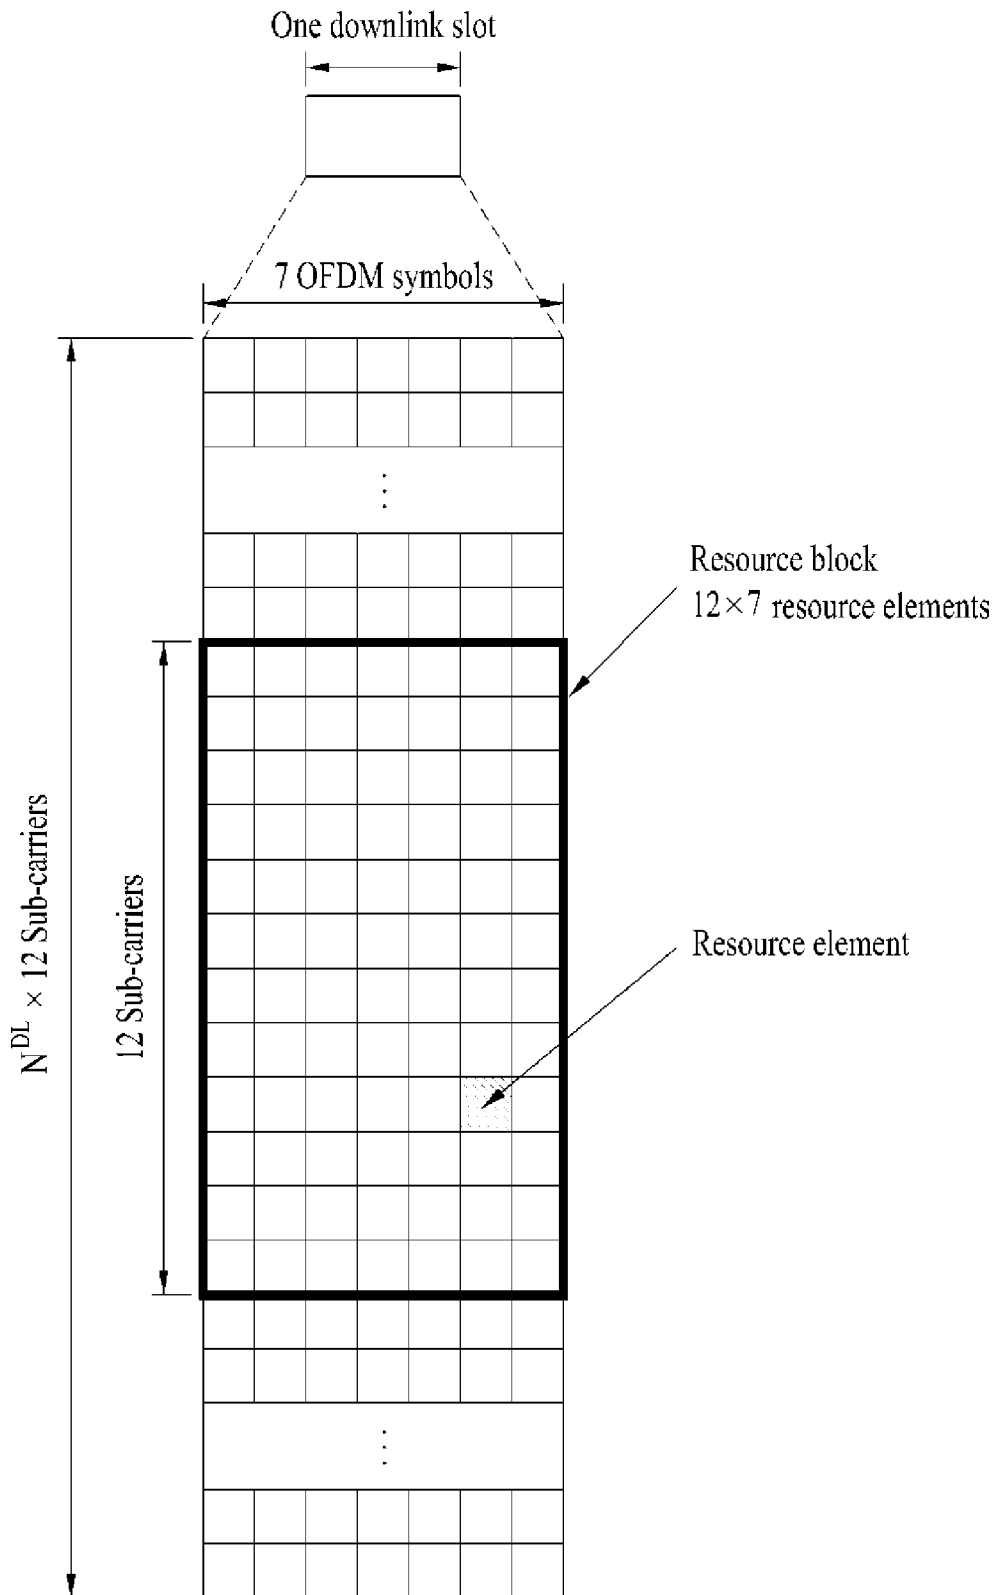 One downlink slot
7 OFDM symbols
Resource block
12×7 resource elements
N^DL × 12 Sub-carriers
12 Sub-carriers
Resource element